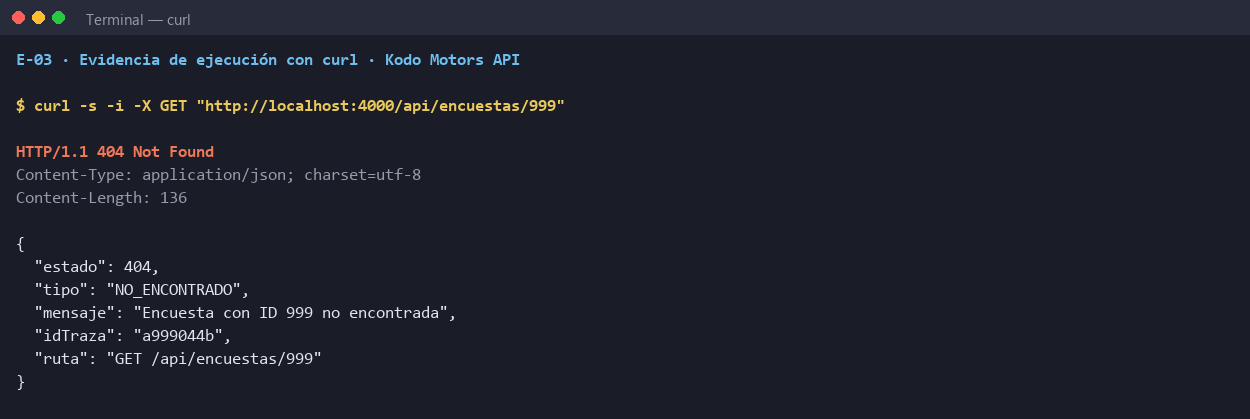 Terminal — curl
E-03 · Evidencia de ejecución con curl · Kodo Motors API
$ curl -s -i -X GET "http://localhost:4000/api/encuestas/999"
HTTP/1.1 404 Not Found
Content-Type: application/json; charset=utf-8
Content-Length: 136
{
  "estado": 404,
  "tipo": "NO_ENCONTRADO",
  "mensaje": "Encuesta con ID 999 no encontrada",
  "idTraza": "a999044b",
  "ruta": "GET /api/encuestas/999"
}